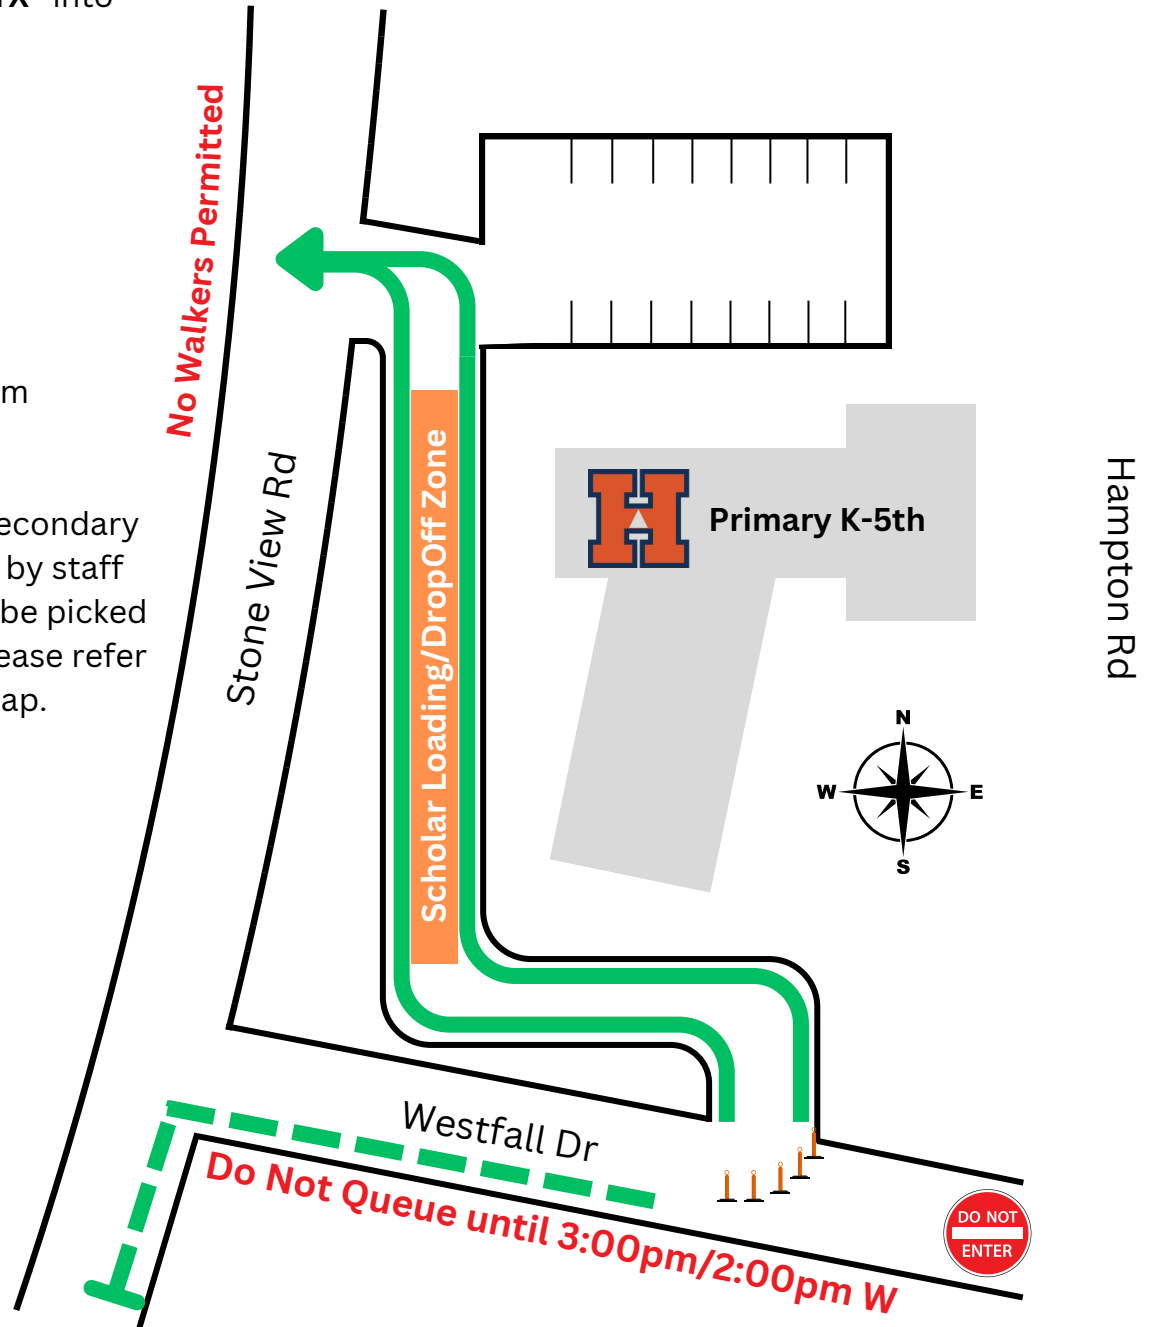 into
No Walkers Permitted
m
econdary
by staff
be picked
ease refer
ap.
Stone View Rd
Scholar Loading/DropOff Zone
H
Primary K-5th
Hampton Rd
N
W E
S
Westfall Dr
Do Not Queue until 3:00pm/2:00pm W
DO NOT
ENTER